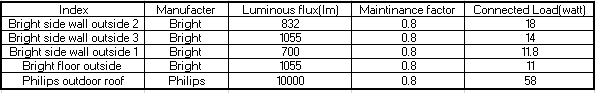 Index Manufacter Luminous flux(lm) Maintinance factor Connected Load(watt)
Bright side wall outside 2 Bright 832 0.8 18
Bright side wall outside 3 Bright 1055 0.8 14
Bright side wall outside 1 Bright 700 0.8 11.8
Bright floor outside Bright 1055 0.8 11
Philips outdoor roof Philips 10000 0.8 58